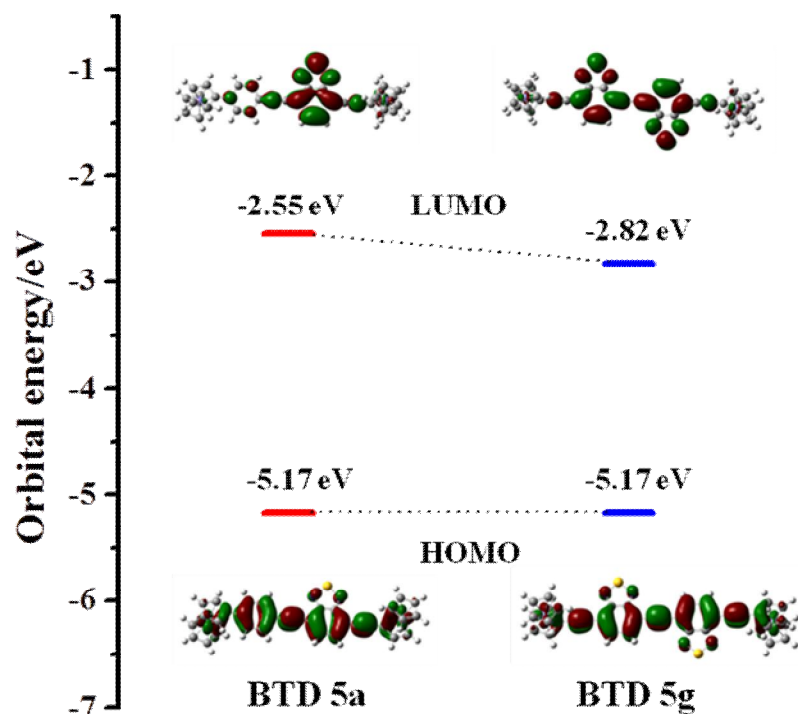 -1
-2
-2.55 eV
LUMO
-2.82 eV
-3
Orbital energy/eV
-4
-5.17 eV
-5.17 eV
-5
HOMO
-6
-7
BTD 5a
BTD 5g